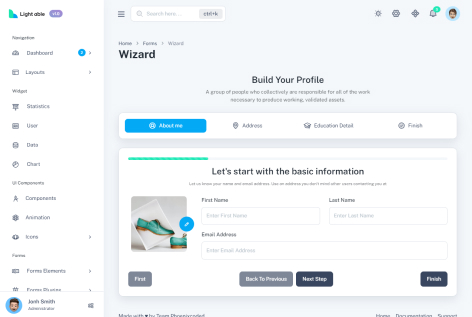 Light able v1.0
Search here...
ctrl+k
Navigation
Dashboard
Layouts
Widget
Statistics
User
Data
Chart
UI Components
Components
Animation
Icons
Forms
Forms Elements
Forms Plugins
Jonh Smith
Administrator
Home > Forms > Wizard
Wizard
Build Your Profile
A group of people who collectively are responsible for all of the work
necessary to produce working, validated assets.
About me
Address
Education Detail
Finish
Let's start with the basic information
Let us know your name and email address. Use an address you don't mind other users contacting you at
First Name
Last Name
Enter First Name
Enter Last Name
Email Address
Enter Email Address
First
Back To Previous
Next Step
Finish
Made with ♥ by Team Phoenixcoded
Home Documentation Support